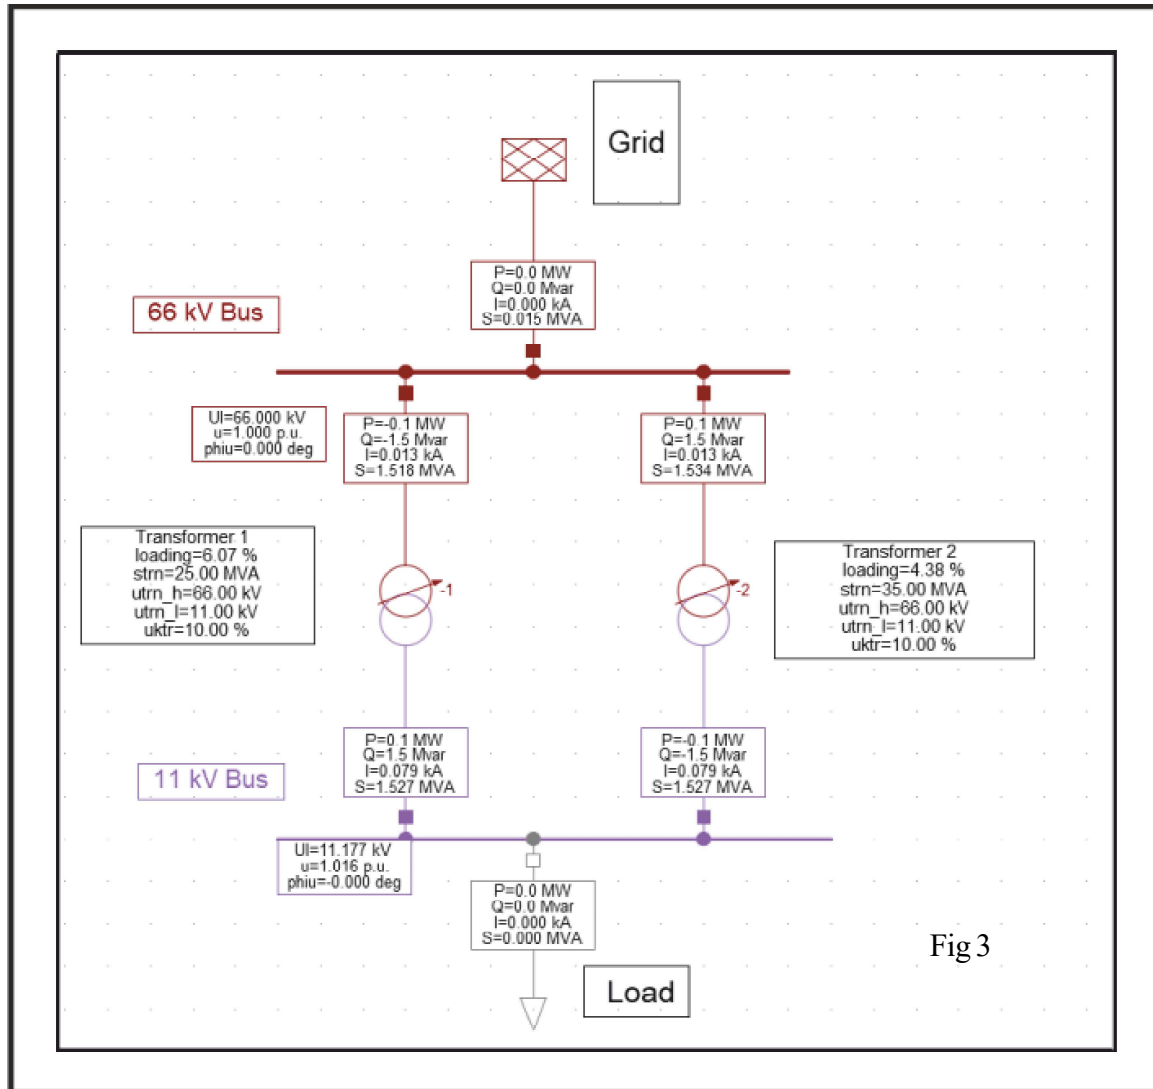 Grid
P=0.0 MW
Q=0.0 Mvar
I=0.000 kA
S=0.015 MVA
66 kV Bus
Ul=66.000 kV
u=1.000 p.u.
phiu=0.000 deg
P=-0.1 MW
Q=-1.5 Mvar
I=0.013 kA
S=1.518 MVA
P=0.1 MW
Q=1.5 Mvar
I=0.013 kA
S=1.534 MVA
Transformer 1
loading=6.07 %
strn=25.00 MVA
utrn_h=66.00 kV
utrn_l=11.00 kV
uktr=10.00 %
-1
-2
Transformer 2
loading=4.38 %
strn=35.00 MVA
utrn_h=66.00 kV
utrn_l=11.00 kV
uktr=10.00 %
P=0.1 MW
Q=1.5 Mvar
I=0.079 kA
S=1.527 MVA
P=-0.1 MW
Q=-1.5 Mvar
I=0.079 kA
S=1.527 MVA
11 kV Bus
Ul=11.177 kV
u=1.016 p.u.
phiu=-0.000 deg
P=0.0 MW
Q=0.0 Mvar
I=0.000 kA
S=0.000 MVA
Fig 3
Load